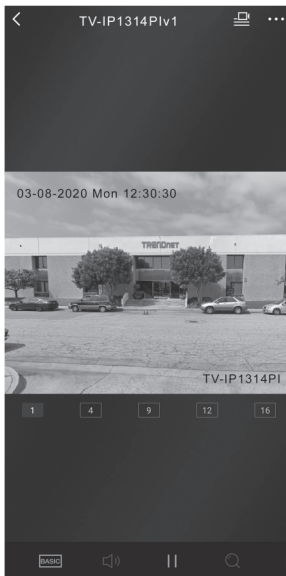 TV-IP1314PIv1
03-08-2020 Mon 12:30:30
TRENDNET
TV-IP1314PI
1 4 9 12 16
BASIC